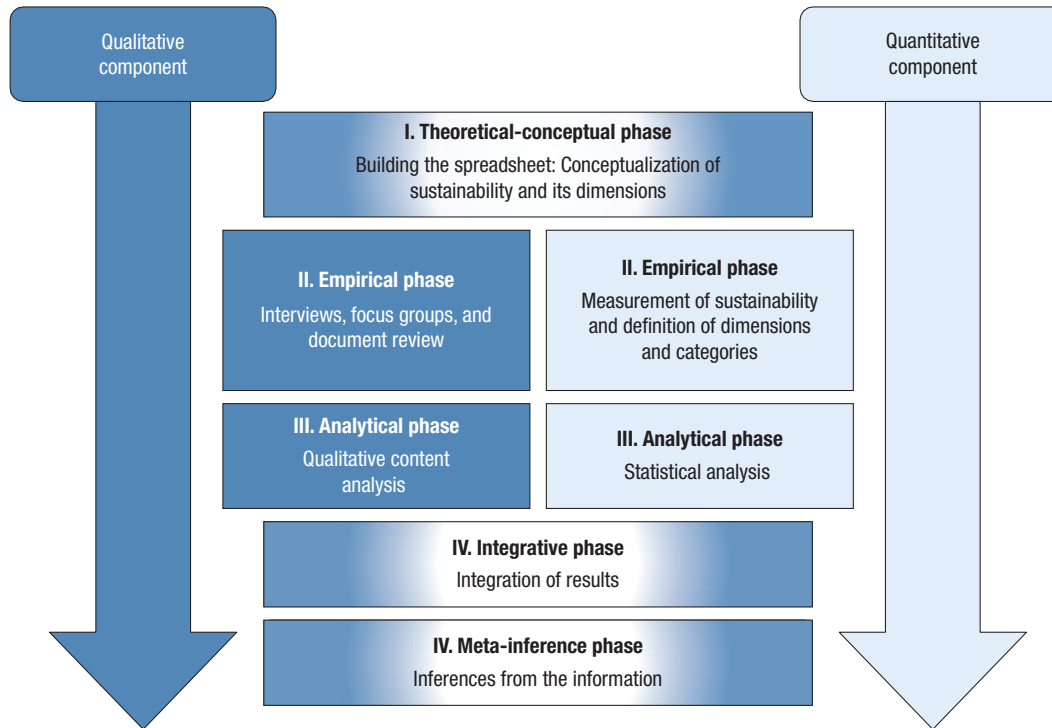 Qualitative
component
Quantitative
component
I. Theoretical-conceptual phase
Building the spreadsheet: Conceptualization of
sustainability and its dimensions
II. Empirical phase
Interviews, focus groups, and
document review
II. Empirical phase
Measurement of sustainability
and definition of dimensions
and categories
III. Analytical phase
Qualitative content
analysis
III. Analytical phase
Statistical analysis
IV. Integrative phase
Integration of results
IV. Meta-inference phase
Inferences from the information